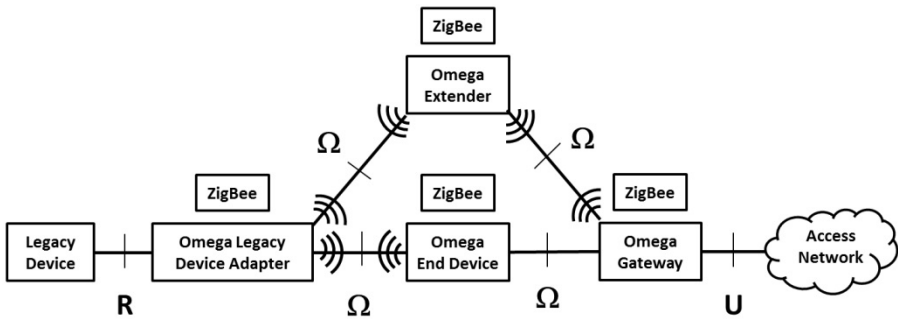 ZigBee
Omega
Extender
Ω
Ω
ZigBee
ZigBee
ZigBee
Legacy
Device
Omega Legacy
Device Adapter
Omega
End Device
Omega
Gateway
Access
Network
R
Ω
Ω
U